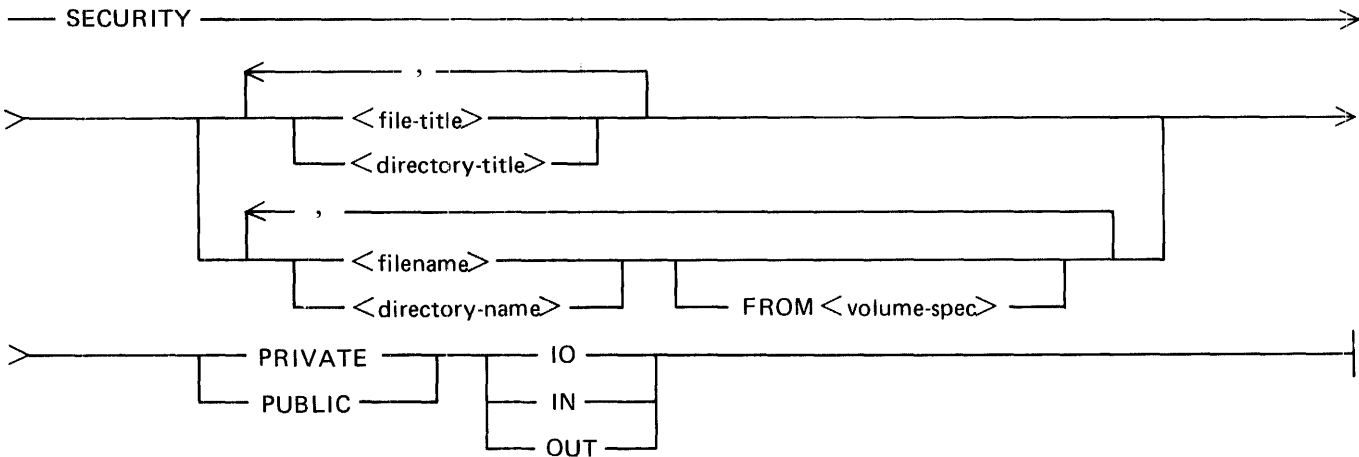 SECURITY
,
<file-title>
<directory-title>
,
<filename>
<directory-name> FROM <volume-spec>
PRIVATE IO
PUBLIC IN
OUT